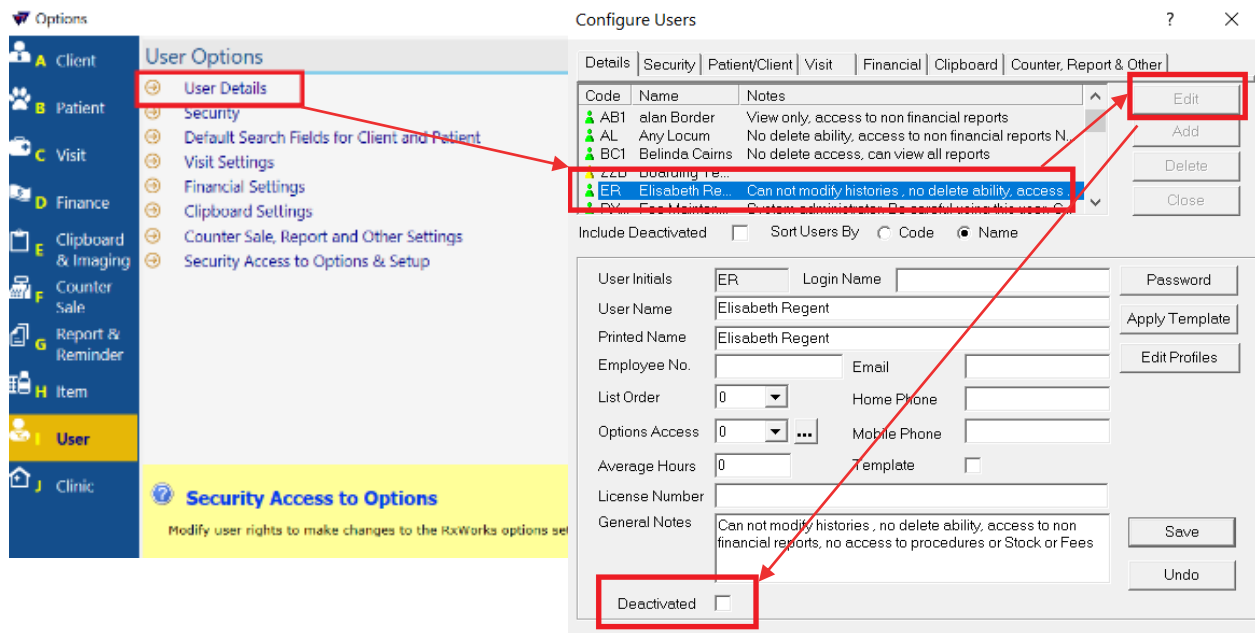 Options
A Client
B Patient
C Visit
D Finance
E Clipboard
& Imaging
F Counter
Sale
G Report &
Reminder
H Item
I User
J Clinic
User Options
User Details
Security
Default Search Fields for Client and Patient
Visit Settings
Financial Settings
Clipboard Settings
Counter Sale, Report and Other Settings
Security Access to Options & Setup
Security Access to Options
Modify user rights to make changes to the RxWorks options se
Configure Users
? X
Details Security Patient/Client Visit Financial Clipboard Counter, Report & Other
Code Name Notes
AB1 alan Border View only, access to non financial reports
AL Any Locum No delete ability, access to non financial reports N...
BC1 Belinda Cairns No delete access, can view all reports
ZZB Boarding Te...
ER Elisabeth Re... Can not modify histories , no delete ability, access ...
Edit
Add
Delete
Close
Include Deactivated Sort Users By Code Name
User Initials ER Login Name
User Name Elisabeth Regent
Printed Name Elisabeth Regent
Employee No. Email
List Order 0 Home Phone
Options Access 0 ... Mobile Phone
Average Hours 0 Template
License Number
General Notes Can not modify histories , no delete ability, access to non
financial reports, no access to procedures or Stock or Fees
Deactivated
Password
Apply Template
Edit Profiles
Save
Undo